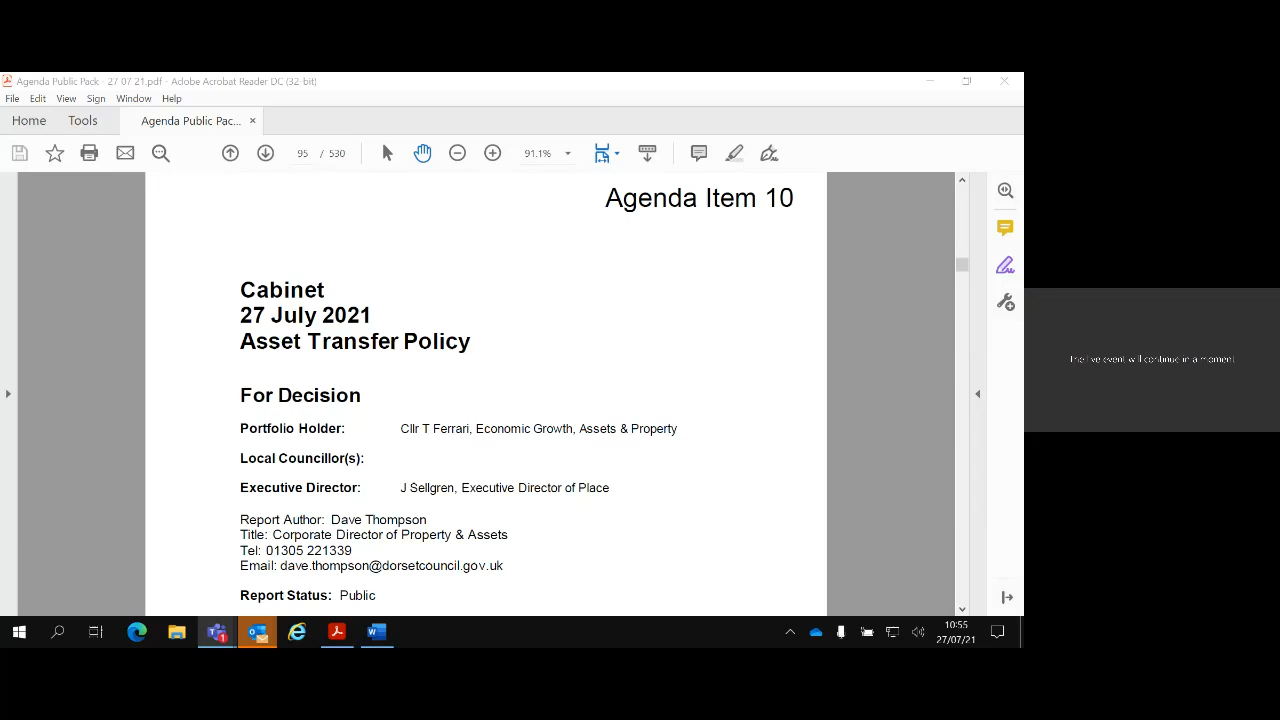 Agenda Public Pack - 27 07 21.pdf - Adobe Acrobat Reader DC (32-bit)
File Edit View Sign Window Help
Home Tools Agenda Public Pac... ×
95 / 530 91.1%
Agenda Item 10
Cabinet
27 July 2021
Asset Transfer Policy
For Decision
Portfolio Holder: Cllr T Ferrari, Economic Growth, Assets & Property
Local Councillor(s):
Executive Director: J Sellgren, Executive Director of Place
Report Author: Dave Thompson
Title: Corporate Director of Property & Assets
Tel: 01305 221339
Email: dave.thompson@dorsetcouncil.gov.uk
Report Status: Public
The live event will continue in a moment
10:55
27/07/21